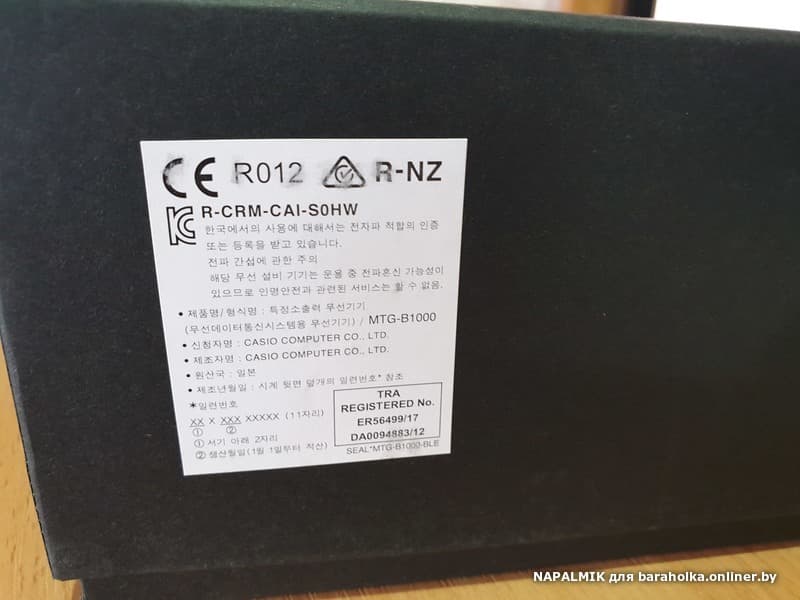 CE R012 R-NZ
R-CRM-CAI-S0HW
한국에서의 사용에 대해서는 전자파 적합의 인증
또는 등록을 받고 있습니다.
전파 간섭에 관한 주의
해당 무선 설비 기기는 운용 중 전파혼신 가능성이
있으므로 인명안전과 관련된 서비스는 할 수 없음.
• 제품명/형식명 : 특정소출력 무선기기
(무선데이터통신시스템용 무선기기) / MTG-B1000
• 신청자명 : CASIO COMPUTER CO., LTD.
• 제조자명 : CASIO COMPUTER CO., LTD.
• 원산국 : 일본
• 제조년월일 : 시계 뒷면 덮개의 일련번호* 참조
*일련번호
XX X XXX XXXXX (11자리)
① ②
① 서기 아래 2자리
② 생산월일(1월 1일부터 적산)
TRA
REGISTERED No.
ER56499/17
DA0094883/12
SEAL*MTG-B1000-BLE
NAPALMIK для baraholka.onliner.by